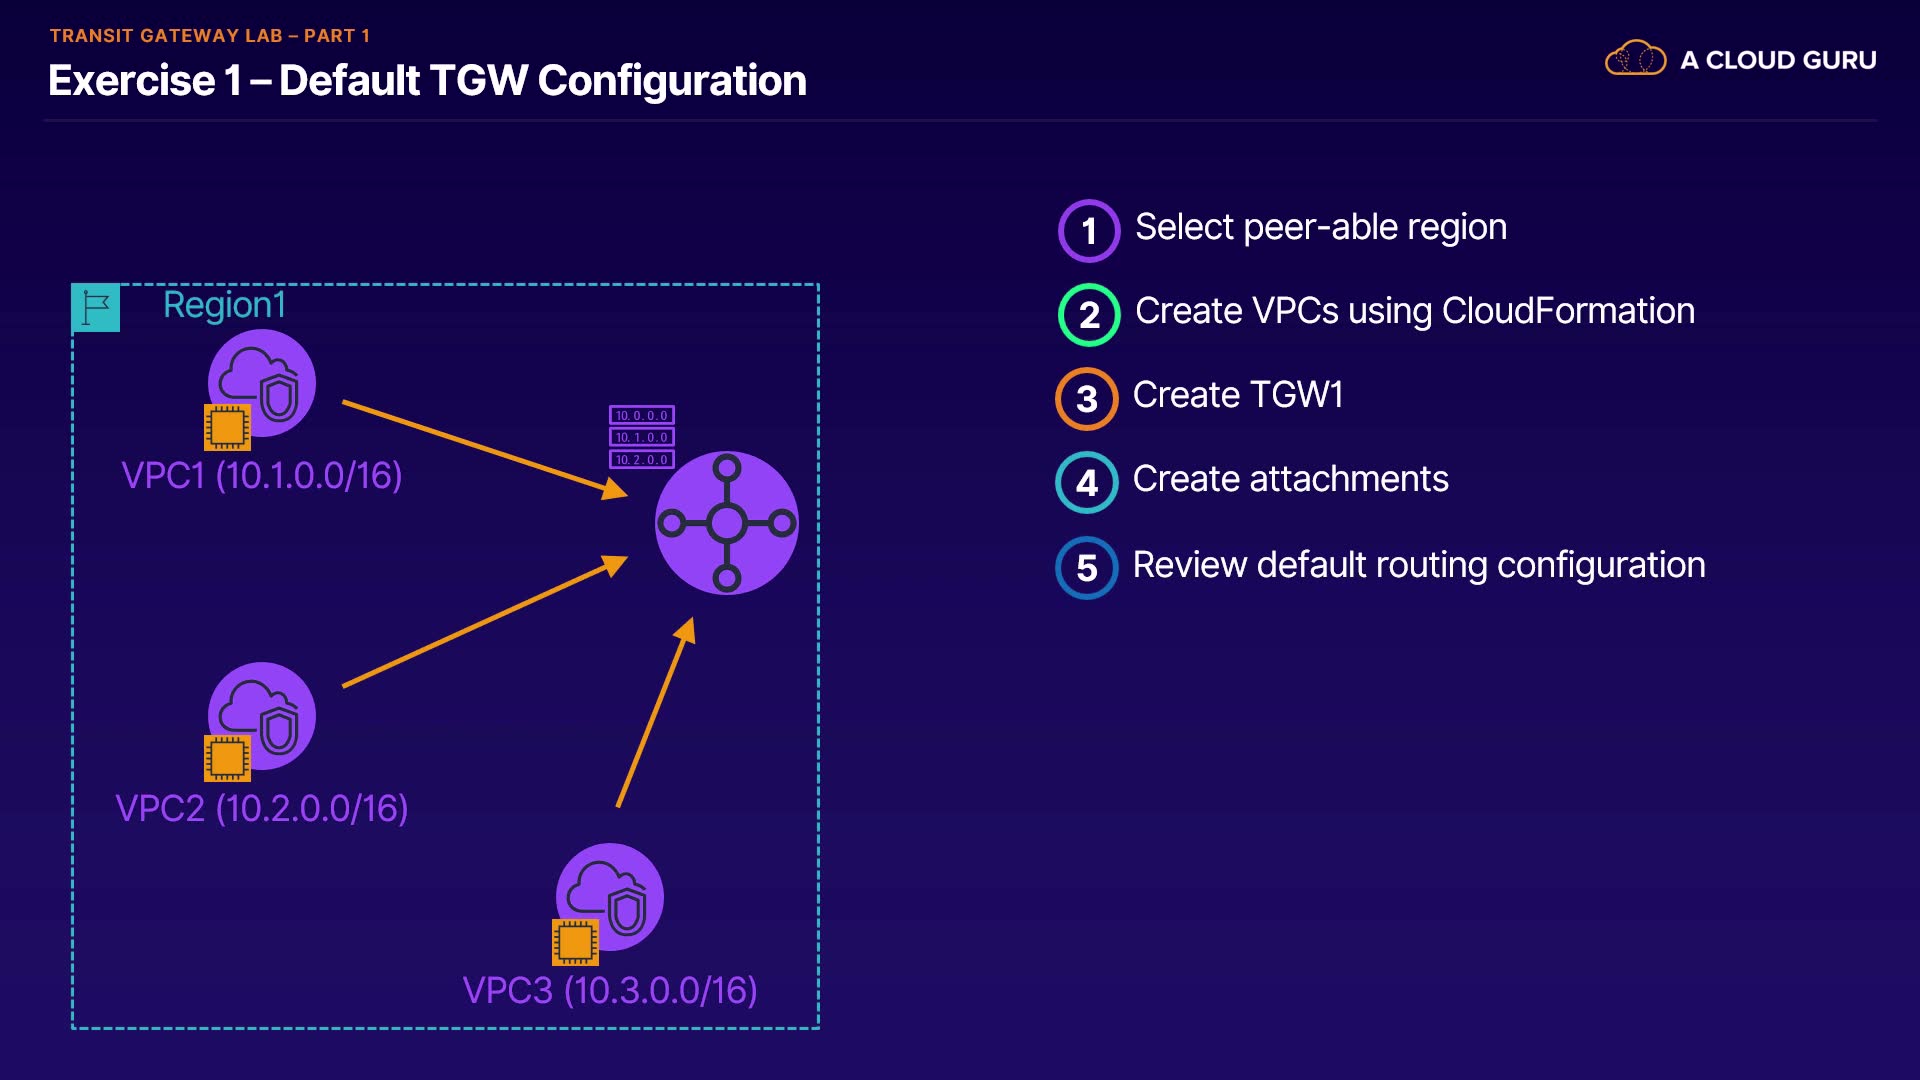 TRANSIT GATEWAY LAB – PART 1
Exercise 1 – Default TGW Configuration
A CLOUD GURU
1 Select peer-able region
2 Create VPCs using CloudFormation
3 Create TGW1
4 Create attachments
5 Review default routing configuration
Region1
VPC1 (10.1.0.0/16)
10.0.0.0
10.1.0.0
10.2.0.0
VPC2 (10.2.0.0/16)
VPC3 (10.3.0.0/16)